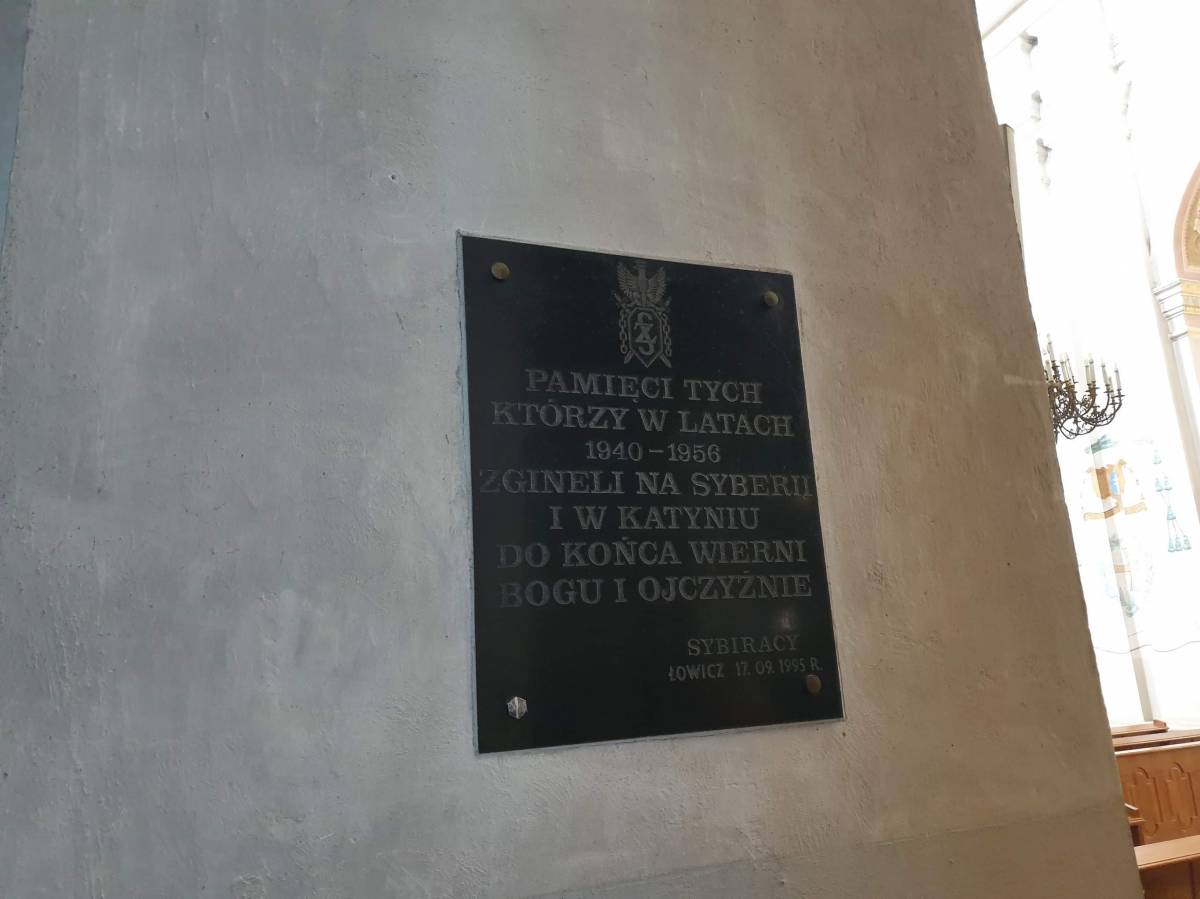 PAMIĘCI TYCH
KTÓRZY W LATACH
1940-1956
ZGINELI NA SYBERII
I W KATYNIU
DO KOŃCA WIERNI
BOGU I OJCZYŹNIE
SYBIRACY
ŁOWICZ 17. 09. 1995 R.